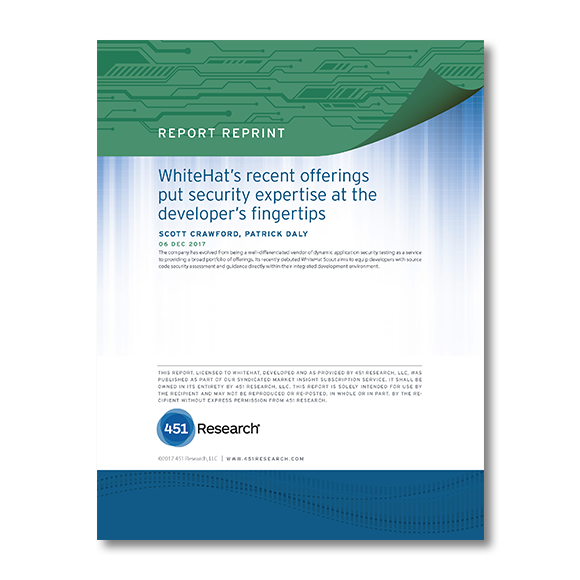 REPORT REPRINT
WhiteHat's recent offerings
put security expertise at the
developer's fingertips
SCOTT CRAWFORD, PATRICK DALY
06 DEC 2017
The company has evolved from being a well-differentiated vendor of dynamic application security testing as a service
to providing a broad portfolio of offerings. Its recently debuted WhiteHat Scout aims to equip developers with source
code security assessment and guidance directly within their integrated development environment.
THIS REPORT, LICENSED TO WHITEHAT, DEVELOPED AND AS PROVIDED BY 451 RESEARCH, LLC, WAS
PUBLISHED AS PART OF OUR SYNDICATED MARKET INSIGHT SUBSCRIPTION SERVICE. IT SHALL BE
OWNED IN ITS ENTIRETY BY 451 RESEARCH, LLC. THIS REPORT IS SOLELY INTENDED FOR USE BY
THE RECIPIENT AND MAY NOT BE REPRODUCED OR RE-POSTED, IN WHOLE OR IN PART, BY THE RE-
CIPIENT WITHOUT EXPRESS PERMISSION FROM 451 RESEARCH.
451 Research®
©2017 451 Research, LLC | WWW.451RESEARCH.COM